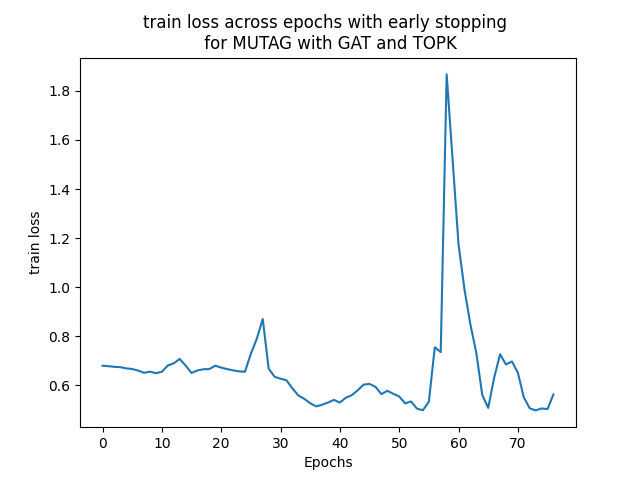 train loss across epochs with early stopping
for MUTAG with GAT and TOPK
1.8
1.6
1.4
1.2
1.0
0.8
0.6
train loss
0 10 20 30 40 50 60 70
Epochs